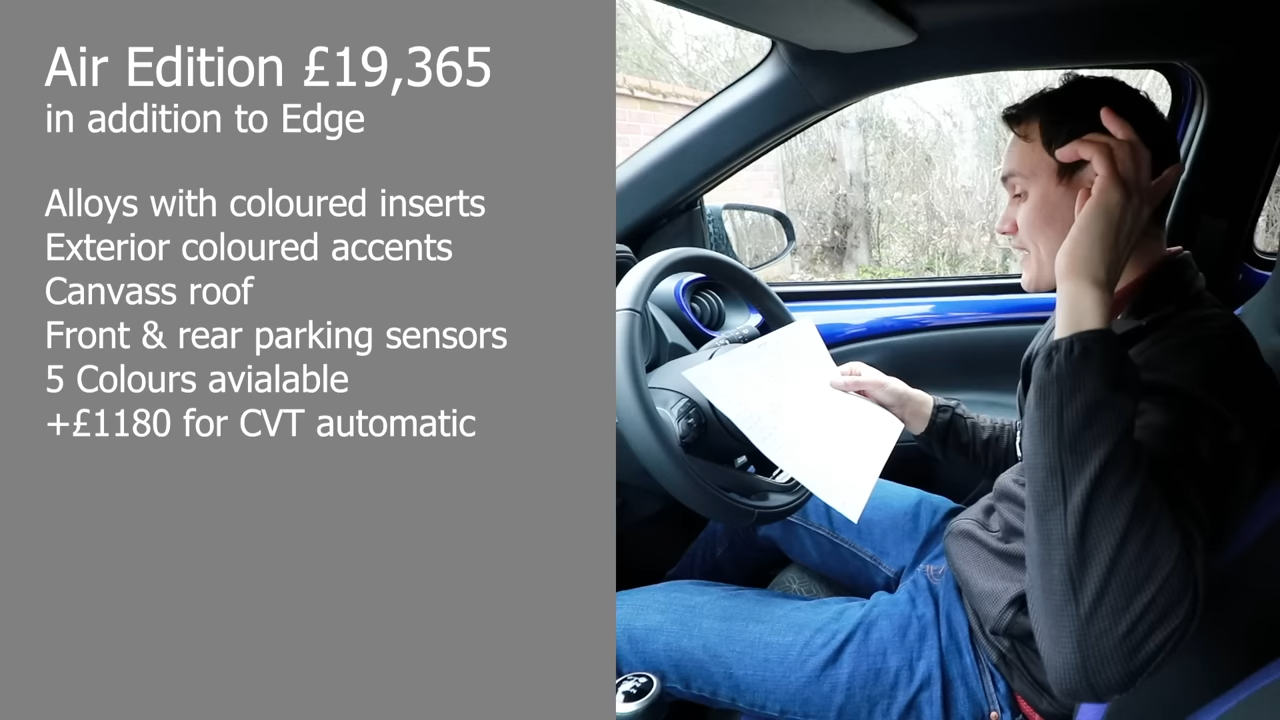 Air Edition £19,365
in addition to Edge
Alloys with coloured inserts
Exterior coloured accents
Canvass roof
Front & rear parking sensors
5 Colours avialable
+£1180 for CVT automatic